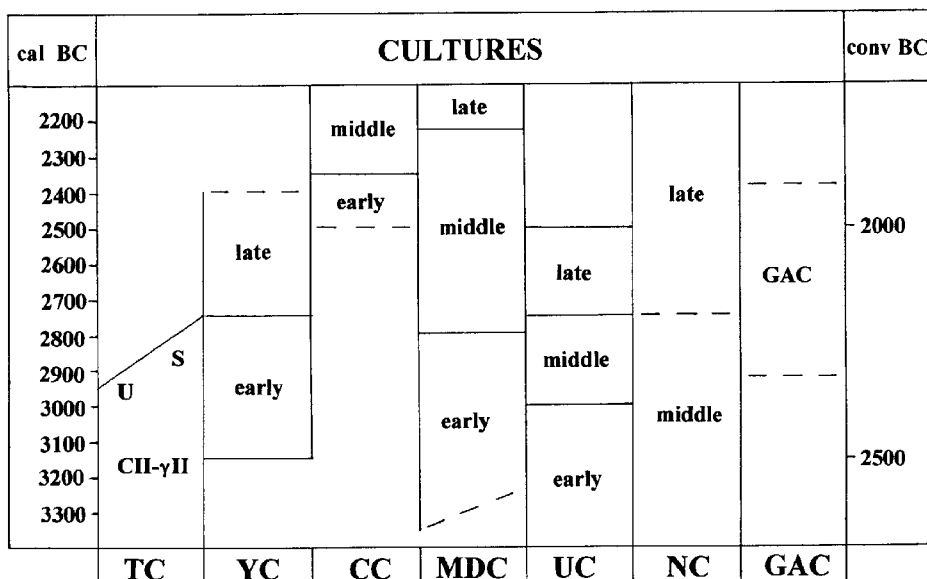 cal BC CULTURES conv BC
late
2200 middle
2300
2400 early late
2500 middle 2000
2600 late
2700 late GAC
2800 S
2900 U middle
3000 early
3100 early middle
3200 CII-γII 2500
3300 early
TC YC CC MDC UC NC GAC